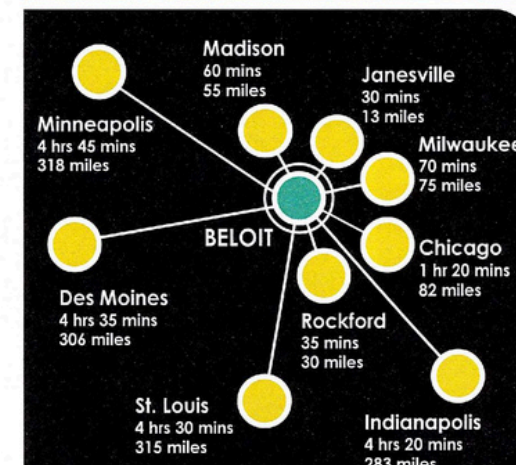 Madison
60 mins
55 miles
Janesville
30 mins
13 miles
Minneapolis
4 hrs 45 mins
318 miles
Milwaukee
70 mins
75 miles
BELOIT
Chicago
1 hr 20 mins
82 miles
Des Moines
4 hrs 35 mins
306 miles
Rockford
35 mins
30 miles
St. Louis
4 hrs 30 mins
315 miles
Indianapolis
4 hrs 20 mins
283 miles